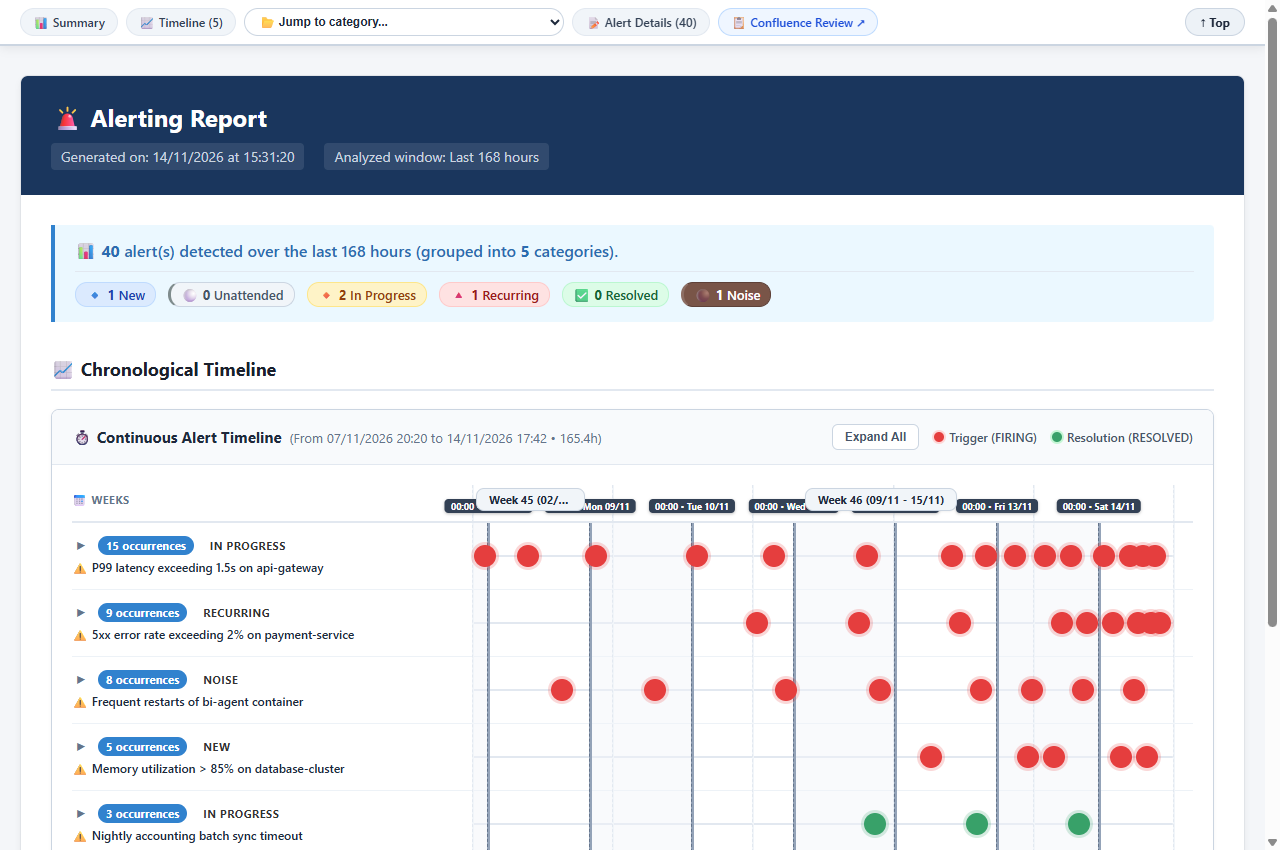 Summary
Timeline (5)
Jump to category...
Alert Details (40)
Confluence Review ↗
↑ Top
Alerting Report
Generated on: 14/11/2026 at 15:31:20
Analyzed window: Last 168 hours
40 alert(s) detected over the last 168 hours (grouped into 5 categories).
1 New
0 Unattended
2 In Progress
1 Recurring
0 Resolved
1 Noise
Chronological Timeline
Continuous Alert Timeline (From 07/11/2026 20:20 to 14/11/2026 17:42 • 165.4h)
Expand All
Trigger (FIRING)
Resolution (RESOLVED)
WEEKS
Week 45 (02/...
Week 46 (09/11 - 15/11)
00:00
Mon 09/11
00:00 • Tue 10/11
00:00 • Wed
00:00 • Fri 13/11
00:00 • Sat 14/11
▶ 15 occurrences IN PROGRESS
P99 latency exceeding 1.5s on api-gateway
▶ 9 occurrences RECURRING
5xx error rate exceeding 2% on payment-service
▶ 8 occurrences NOISE
Frequent restarts of bi-agent container
▶ 5 occurrences NEW
Memory utilization > 85% on database-cluster
▶ 3 occurrences IN PROGRESS
Nightly accounting batch sync timeout